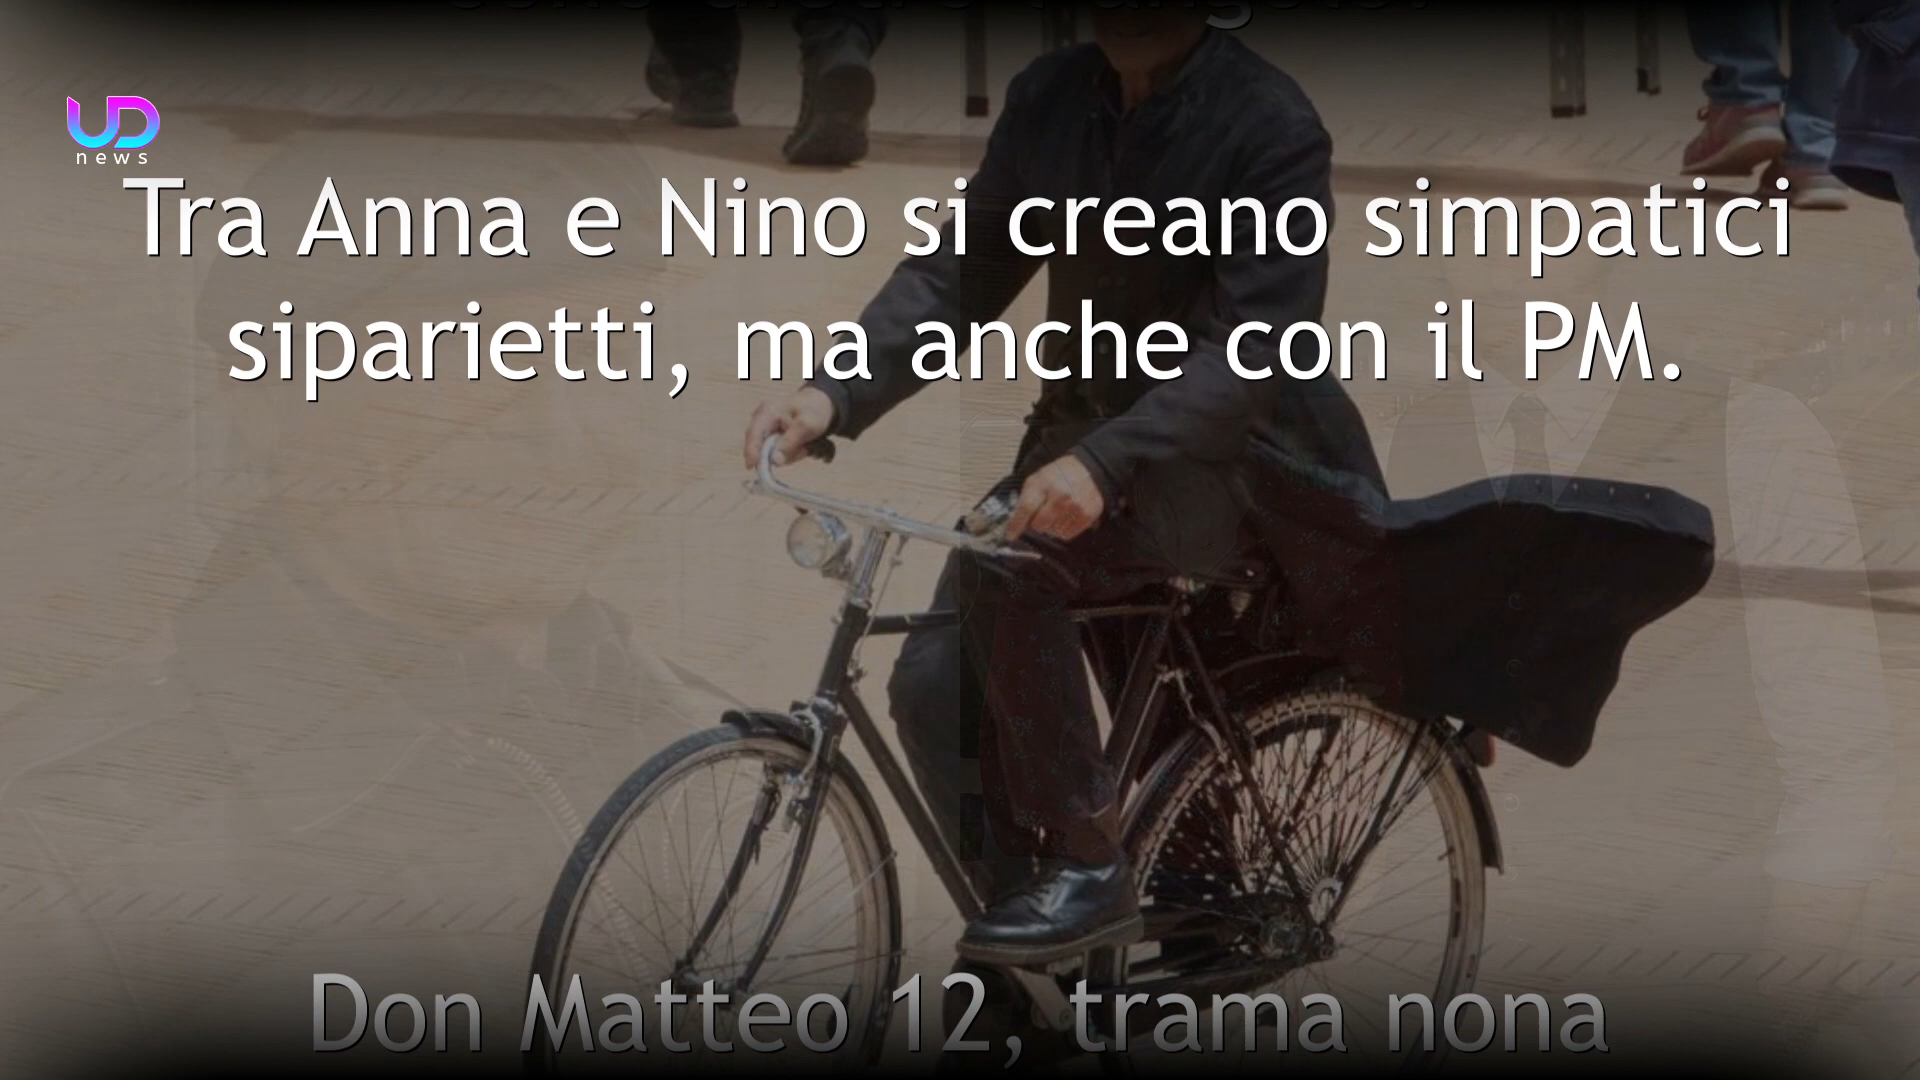 UD
news
Tra Anna e Nino si creano simpatici
siparietti, ma anche con il PM.
Don Matteo 12, trama nona